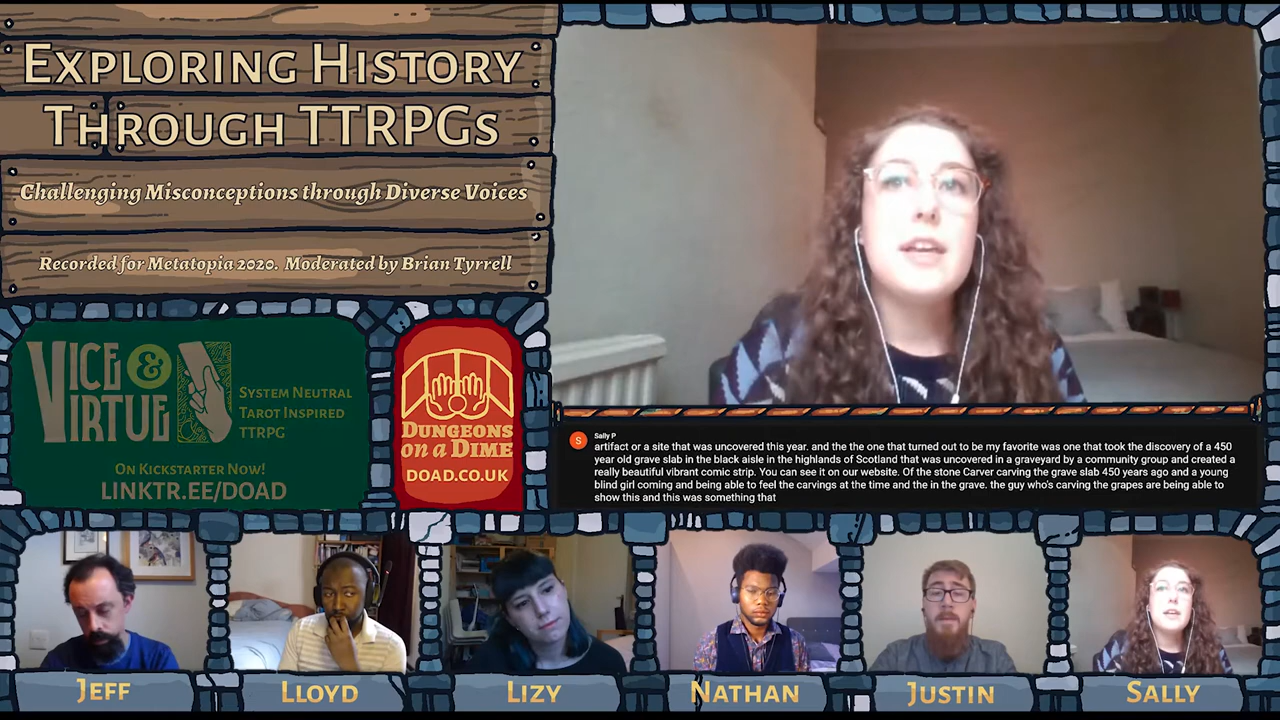 Exploring History
Through TTRPGs
Challenging Misconceptions through Diverse Voices
Recorded for Metatopia 2020. Moderated by Brian Tyrrell
Vice &
Virtue
System Neutral
Tarot Inspired
TTRPG
On Kickstarter Now!
linktr.ee/DOAD
Dungeons
on a Dime
doad.co.uk
S
Sally P
artifact or a site that was uncovered this year. and the the one that turned out to be my favorite was one that took the discovery of a 450
year old grave slab in the black aisle in the highlands of Scotland that was uncovered in a graveyard by a community group and created a
really beautiful vibrant comic strip. You can see it on our website. Of the stone Carver carving the grave slab 450 years ago and a young
blind girl coming and being able to feel the carvings at the time and the in the grave. the guy who's carving the grapes are being able to
show this and this was something that
Jeff
Lloyd
Lizy
Nathan
Justin
Sally